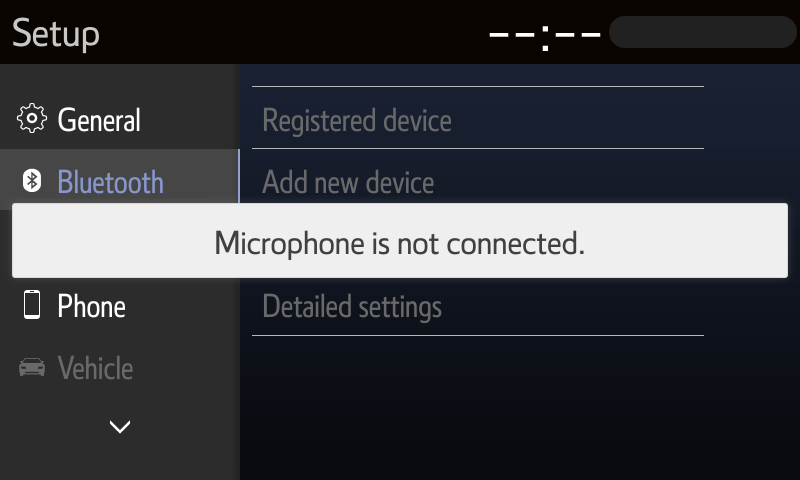 Setup
--:--
General
Registered device
Bluetooth
Add new device
Microphone is not connected.
Phone
Detailed settings
Vehicle